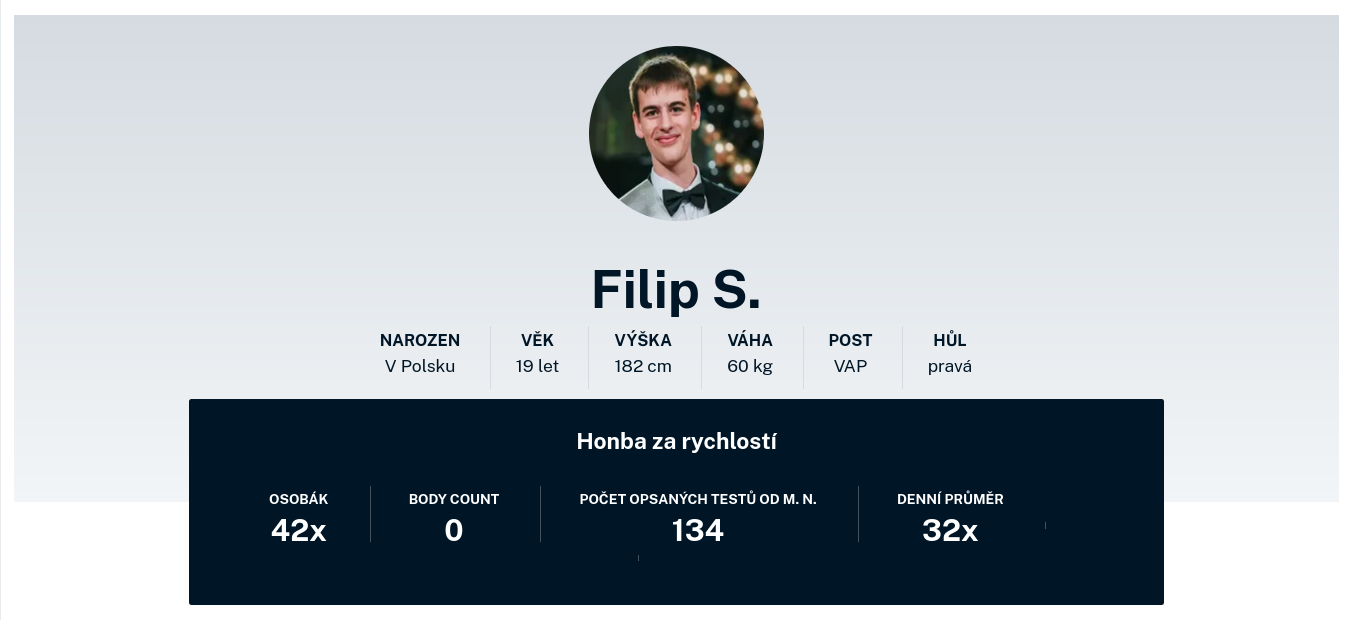 Filip S.
NAROZEN VĚK VÝŠKA VÁHA POST HŮL
V Polsku 19 let 182 cm 60 kg VAP pravá
Honba za rychlostí
OSOBÁK BODY COUNT POČET OPSANÝCH TESTŮ OD M. N. DENNÍ PRŮMĚR
42x 0 134 32x